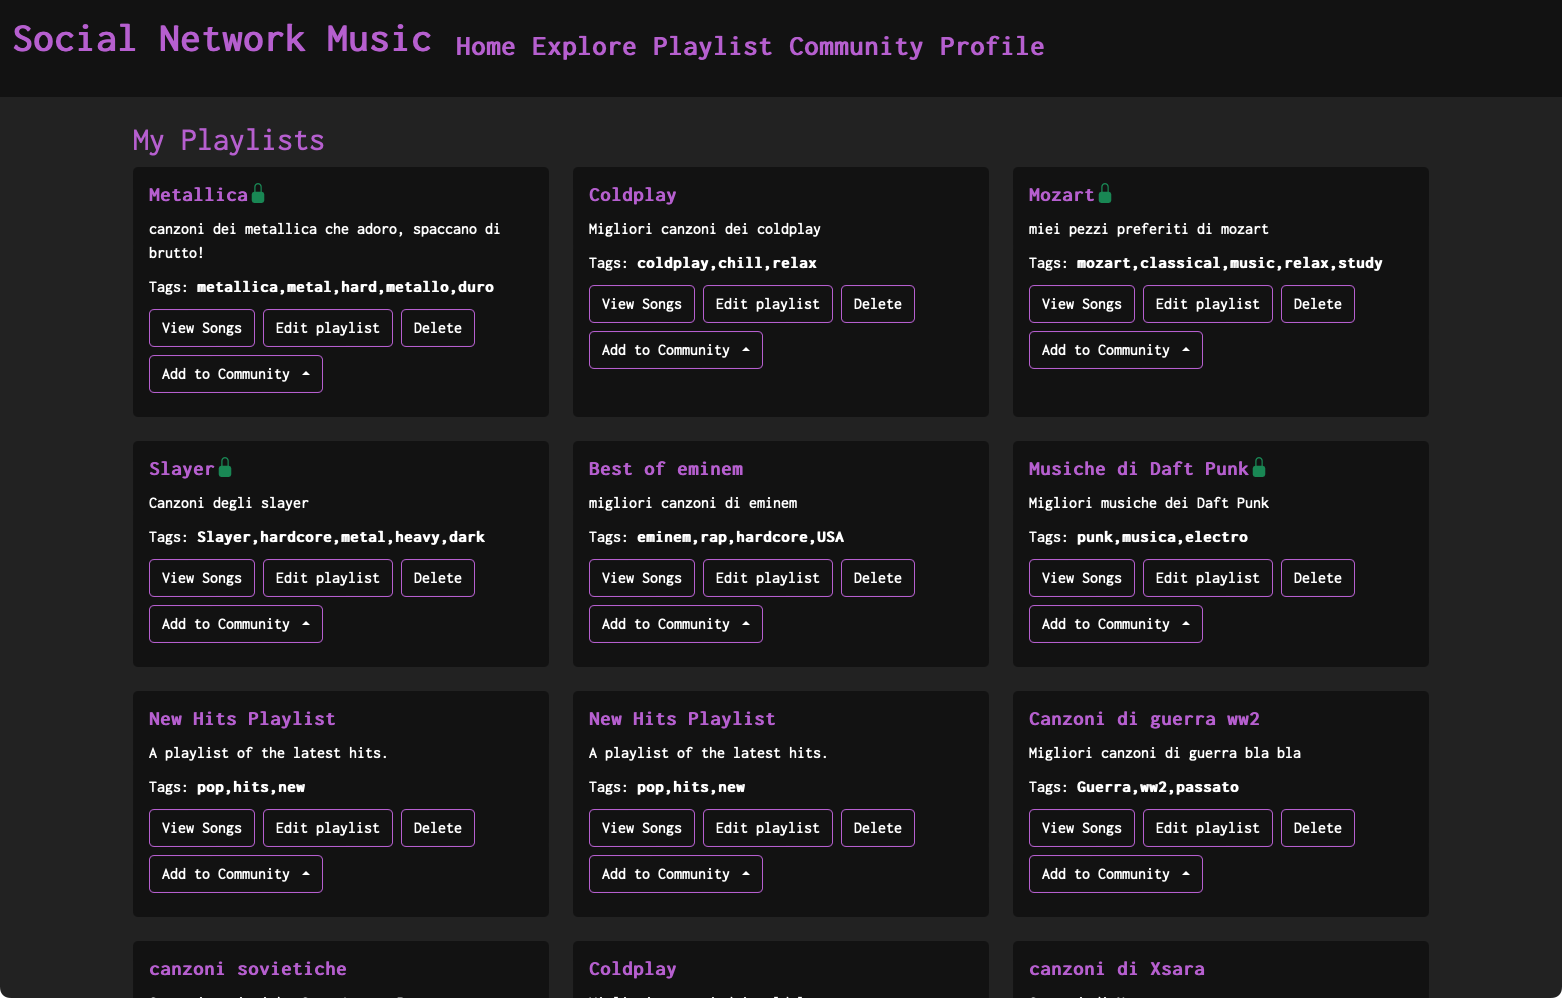 Social Network Music
Home Explore Playlist Community Profile
My Playlists
Metallica
canzoni dei metallica che adoro, spaccano di
brutto!
Tags: metallica,metal,hard,metallo,duro
View Songs Edit playlist Delete
Add to Community
Coldplay
Migliori canzoni dei coldplay
Tags: coldplay,chill,relax
View Songs Edit playlist Delete
Add to Community
Mozart
miei pezzi preferiti di mozart
Tags: mozart,classical,music,relax,study
View Songs Edit playlist Delete
Add to Community
Slayer
Canzoni degli slayer
Tags: Slayer,hardcore,metal,heavy,dark
View Songs Edit playlist Delete
Add to Community
Best of eminem
migliori canzoni di eminem
Tags: eminem,rap,hardcore,USA
View Songs Edit playlist Delete
Add to Community
Musiche di Daft Punk
Migliori musiche dei Daft Punk
Tags: punk,musica,electro
View Songs Edit playlist Delete
Add to Community
New Hits Playlist
A playlist of the latest hits.
Tags: pop,hits,new
View Songs Edit playlist Delete
Add to Community
New Hits Playlist
A playlist of the latest hits.
Tags: pop,hits,new
View Songs Edit playlist Delete
Add to Community
Canzoni di guerra ww2
Migliori canzoni di guerra bla bla
Tags: Guerra,ww2,passato
View Songs Edit playlist Delete
Add to Community
canzoni sovietiche
Coldplay
canzoni di Xsara